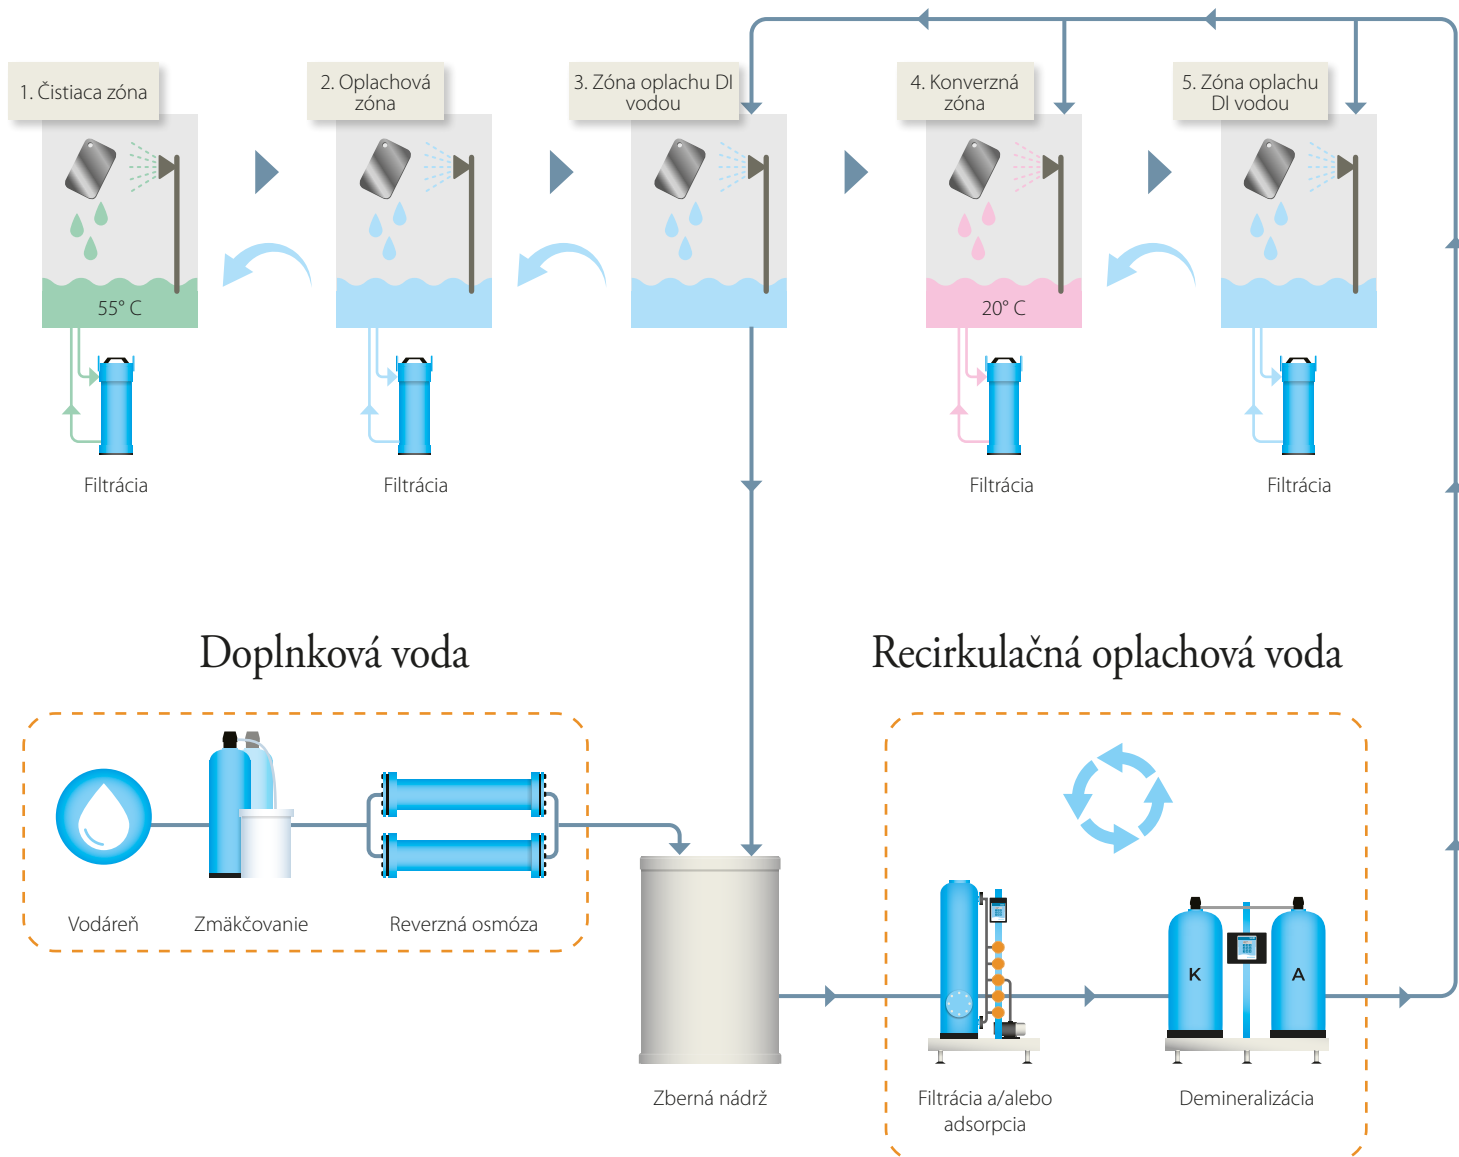 1. Čistiaca zóna
2. Oplachová
zóna
3. Zóna oplachu DI
vodou
4. Konverzná
zóna
5. Zóna oplachu
DI vodou
55° C
20° C
Filtrácia
Filtrácia
Filtrácia
Filtrácia
Doplnková voda
Recirkulačná oplachová voda
K
A
Vodáreň
Zmäkčovanie
Reverzná osmóza
Zberná nádrž
Filtrácia a/alebo
adsorpcia
Demineralizácia